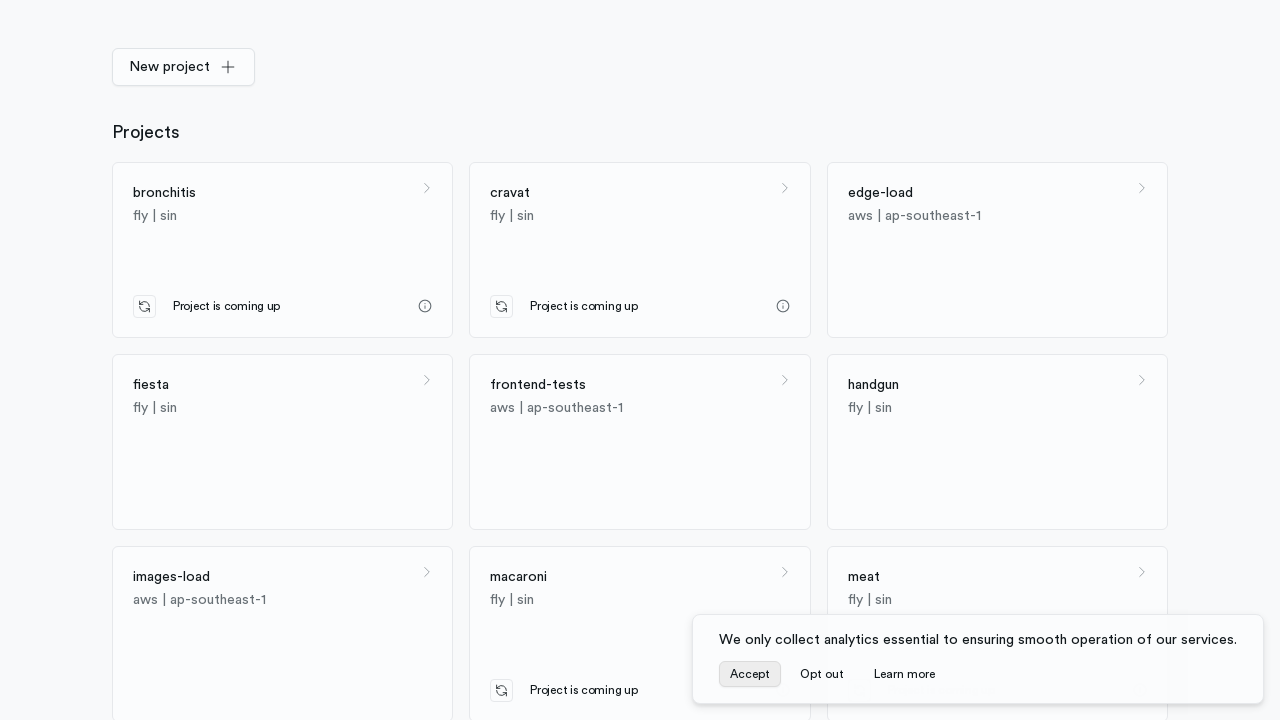 New project
Projects
bronchitis
fly | sin
Project is coming up
cravat
fly | sin
Project is coming up
edge-load
aws | ap-southeast-1
fiesta
fly | sin
frontend-tests
aws | ap-southeast-1
handgun
fly | sin
images-load
aws | ap-southeast-1
macaroni
fly | sin
Project is coming up
meat
fly | sin
We only collect analytics essential to ensuring smooth operation of our services.
Accept
Opt out
Learn more